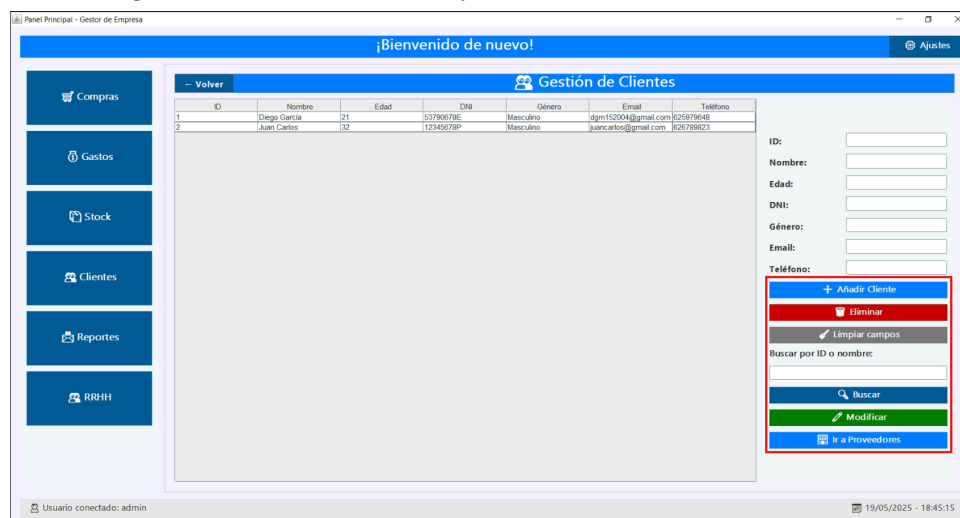 Panel Principal - Gestor de Empresa
¡Bienvenido de nuevo!
Ajustes
Compras
Gastos
Stock
Clientes
Reportes
RRHH
← Volver
Gestión de Clientes
ID Nombre Edad DNI Género Email Teléfono
1 Diego García 21 53790678E Masculino dgm152004@gmail.com 625979648
2 Juan Carlos 32 12345678P Masculino juancarlos@gmail.com 626789823
ID:
Nombre:
Edad:
DNI:
Género:
Email:
Teléfono:
+ Añadir Cliente
Eliminar
Limpiar campos
Buscar por ID o nombre:
Buscar
Modificar
Ir a Proveedores
Usuario conectado: admin
19/05/2025 - 18:45:15